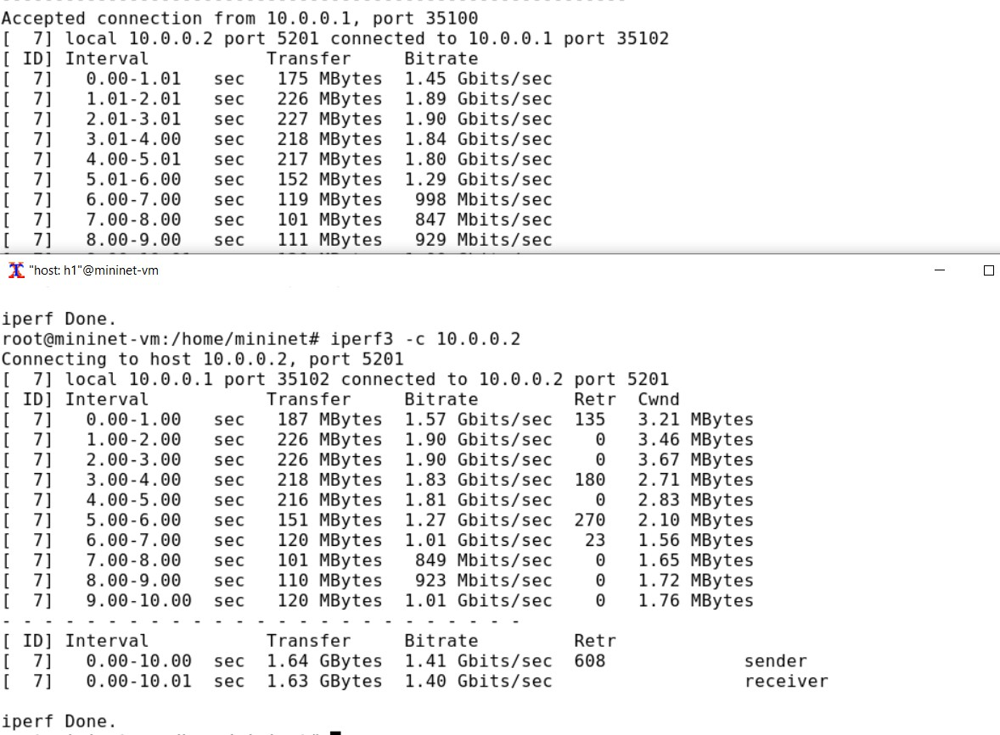 Accepted connection from 10.0.0.1, port 35100
[  7] local 10.0.0.2 port 5201 connected to 10.0.0.1 port 35102
[ ID] Interval           Transfer     Bitrate
[  7]   0.00-1.01   sec   175 MBytes  1.45 Gbits/sec
[  7]   1.01-2.01   sec   226 MBytes  1.89 Gbits/sec
[  7]   2.01-3.01   sec   227 MBytes  1.90 Gbits/sec
[  7]   3.01-4.00   sec   218 MBytes  1.84 Gbits/sec
[  7]   4.00-5.01   sec   217 MBytes  1.80 Gbits/sec
[  7]   5.01-6.00   sec   152 MBytes  1.29 Gbits/sec
[  7]   6.00-7.00   sec   119 MBytes   998 Mbits/sec
[  7]   7.00-8.00   sec   101 MBytes   847 Mbits/sec
[  7]   8.00-9.00   sec   111 MBytes   929 Mbits/sec
"host: h1"@mininet-vm
iperf Done.
root@mininet-vm:/home/mininet# iperf3 -c 10.0.0.2
Connecting to host 10.0.0.2, port 5201
[  7] local 10.0.0.1 port 35102 connected to 10.0.0.2 port 5201
[ ID] Interval           Transfer     Bitrate         Retr  Cwnd
[  7]   0.00-1.00   sec   187 MBytes  1.57 Gbits/sec  135   3.21 MBytes
[  7]   1.00-2.00   sec   226 MBytes  1.90 Gbits/sec    0   3.46 MBytes
[  7]   2.00-3.00   sec   226 MBytes  1.90 Gbits/sec    0   3.67 MBytes
[  7]   3.00-4.00   sec   218 MBytes  1.83 Gbits/sec  180   2.71 MBytes
[  7]   4.00-5.00   sec   216 MBytes  1.81 Gbits/sec    0   2.83 MBytes
[  7]   5.00-6.00   sec   151 MBytes  1.27 Gbits/sec  270   2.10 MBytes
[  7]   6.00-7.00   sec   120 MBytes  1.01 Gbits/sec   23   1.56 MBytes
[  7]   7.00-8.00   sec   101 MBytes   849 Mbits/sec    0   1.65 MBytes
[  7]   8.00-9.00   sec   110 MBytes   923 Mbits/sec    0   1.72 MBytes
[  7]   9.00-10.00  sec   120 MBytes  1.01 Gbits/sec    0   1.76 MBytes
- - - - - - - - - - - - - - - - - - - - - - - - -
[ ID] Interval           Transfer     Bitrate         Retr
[  7]   0.00-10.00  sec  1.64 GBytes  1.41 Gbits/sec  608             sender
[  7]   0.00-10.01  sec  1.63 GBytes  1.40 Gbits/sec                  receiver
iperf Done.